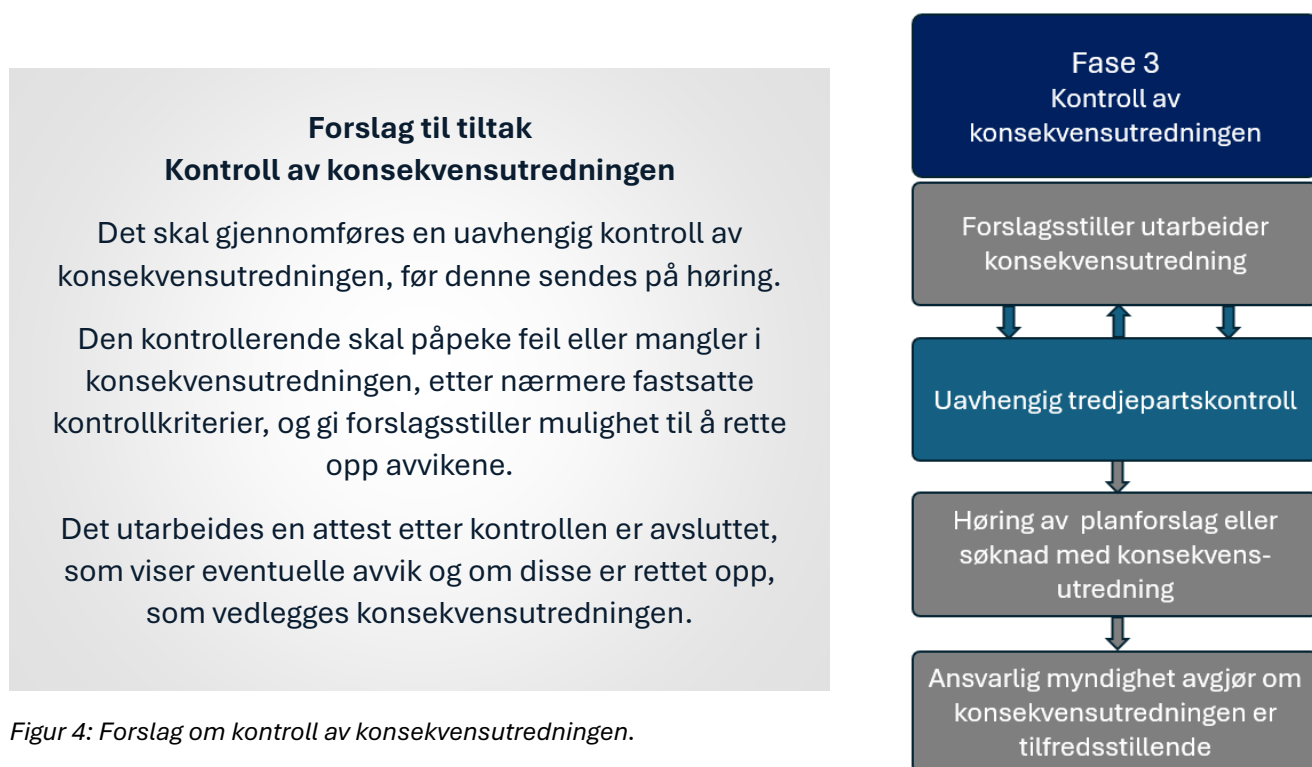 Forslag til tiltak
Kontroll av konsekvensutredningen
Det skal gjennomføres en uavhengig kontroll av
konsekvensutredningen, før denne sendes på høring.
Den kontrollerende skal påpeke feil eller mangler i
konsekvensutredningen, etter nærmere fastsatte
kontrollkriterier, og gi forslagsstiller mulighet til å rette
opp avvikene.
Det utarbeides en attest etter kontrollen er avsluttet,
som viser eventuelle avvik og om disse er rettet opp,
som vedlegges konsekvensutredningen.
Figur 4: Forslag om kontroll av konsekvensutredningen.
Fase 3
Kontroll av
konsekvensutredningen
Forslagsstiller utarbeider
konsekvensutredning
Uavhengig tredjepartskontroll
Høring av planforslag eller
søknad med konsekvens-
utredning
Ansvarlig myndighet avgjør om
konsekvensutredningen er
tilfredsstillende